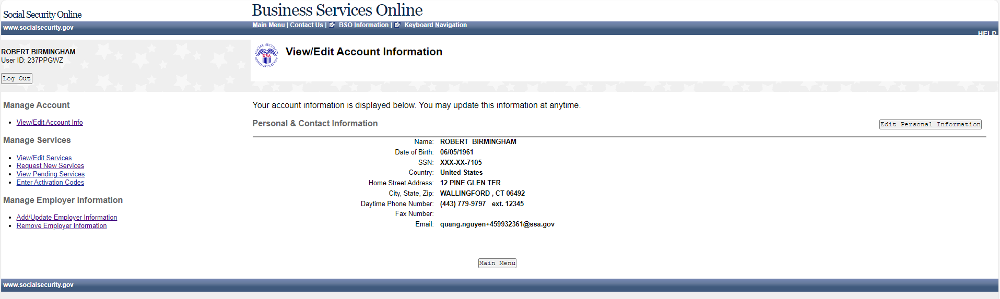 Social Security Online
Business Services Online
www.socialsecurity.gov
Main Menu | Contact Us | BSO Information | Keyboard Navigation
HELP
ROBERT BIRMINGHAM
User ID: 237PPGWZ
Log Out
SOCIAL SECURITY ADMINISTRATION
USA
View/Edit Account Information
Manage Account
View/Edit Account Info
Manage Services
View/Edit Services
Request New Services
View Pending Services
Enter Activation Codes
Manage Employer Information
Add/Update Employer Information
Remove Employer Information
Your account information is displayed below. You may update this information at anytime.
Personal & Contact Information
Edit Personal Information
Name: ROBERT BIRMINGHAM
Date of Birth: 06/05/1961
SSN: XXX-XX-7105
Country: United States
Home Street Address: 12 PINE GLEN TER
City, State, Zip: WALLINGFORD , CT 06492
Daytime Phone Number: (443) 779-9797 ext. 12345
Fax Number:
Email: quang.nguyen+459932361@ssa.gov
Main Menu
www.socialsecurity.gov